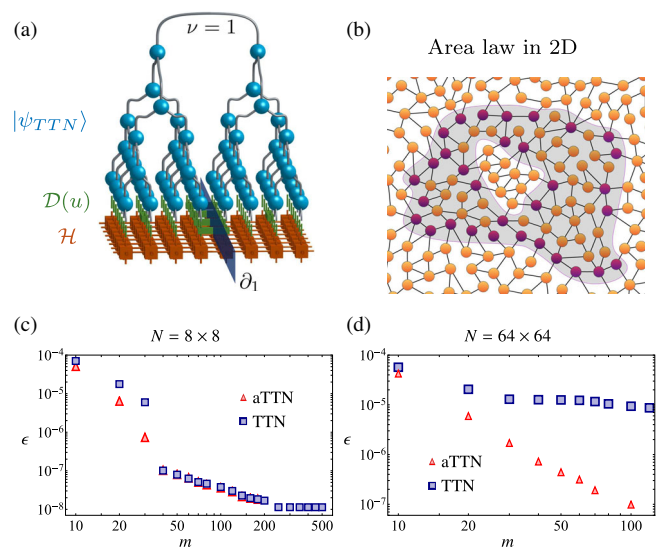 (a)
ν = 1
|ψ_TTN⟩
𝒟(u)
ℋ
∂₁
(b)
Area law in 2D
(c)
N = 8 × 8
10⁻⁴
10⁻⁵
10⁻⁶
10⁻⁷
10⁻⁸
ϵ
aTTN
TTN
10
20
50
100
200
500
m
(d)
N = 64 × 64
10⁻⁴
10⁻⁵
10⁻⁶
10⁻⁷
ϵ
aTTN
TTN
10
20
50
100
m